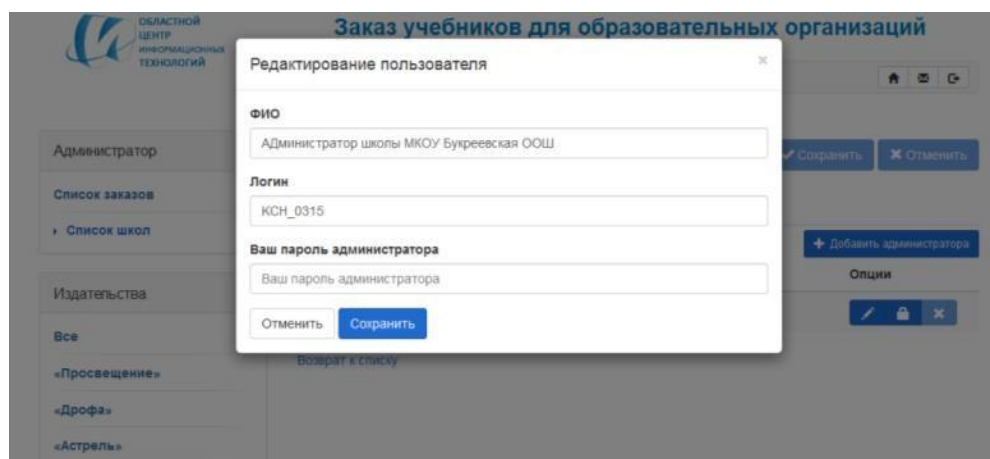 ОБЛАСТНОЙ
ЦЕНТР
ИНФОРМАЦИОННЫХ
ТЕХНОЛОГИЙ
Заказ учебников для образовательных организаций
Редактирование пользователя
×
ФИО
АДминистратор школы МКОУ Букреевская ООШ
Логин
КСН_0315
Ваш пароль администратора
Ваш пароль администратора
Отменить
Сохранить
Администратор
Список заказов
Список школ
Издательства
Все
«Просвещение»
«Дрофа»
«Астрель»
Сохранить
Отменить
Добавить администратора
Опции
Возврат к списку